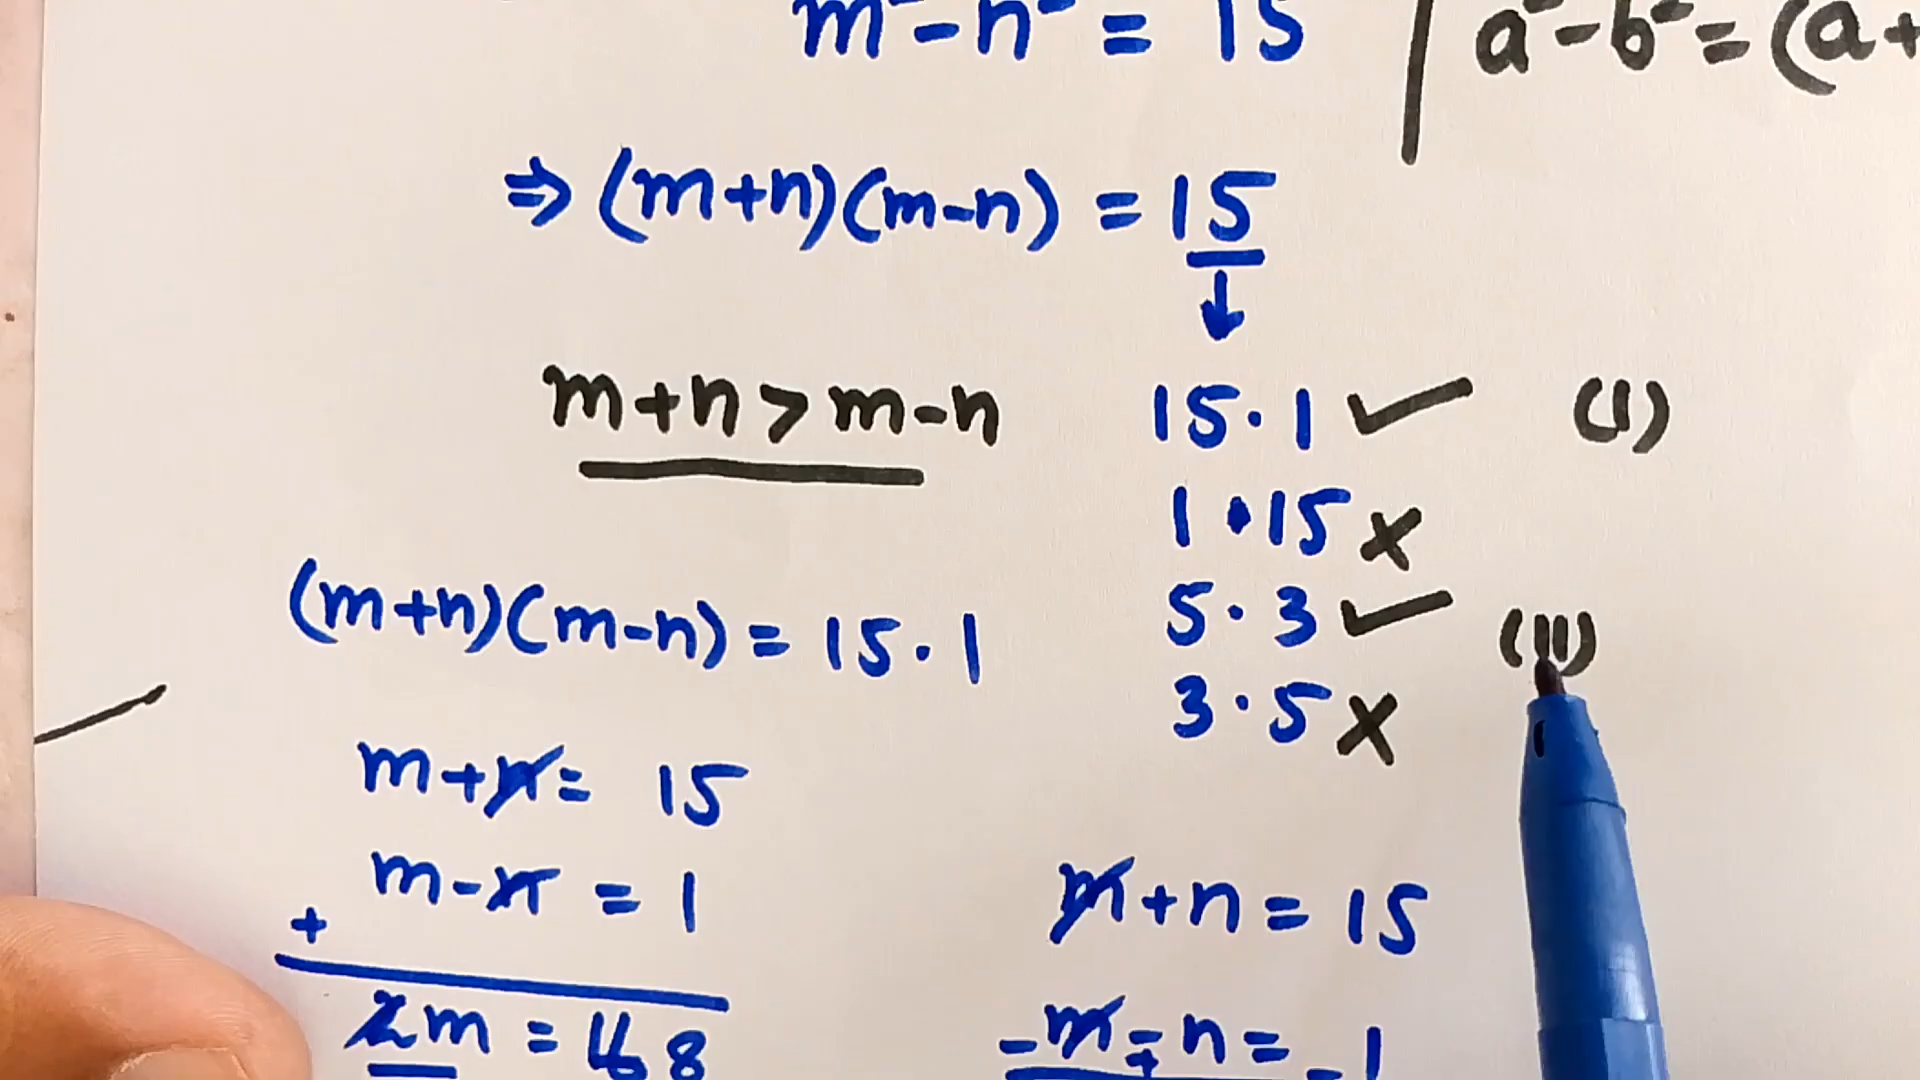 m² - n² = 15
a² - b² = (a+
⇒ (m+n)(m-n) = 15
↓
m+n > m-n
15·1 ✓ (I)
1·15 ×
5·3 ✓ (II)
3·5 ×
(m+n)(m-n) = 15·1
m+n = 15
m-n = 1
+
2m = 16 8
m+n = 15
-m-n = -1
+